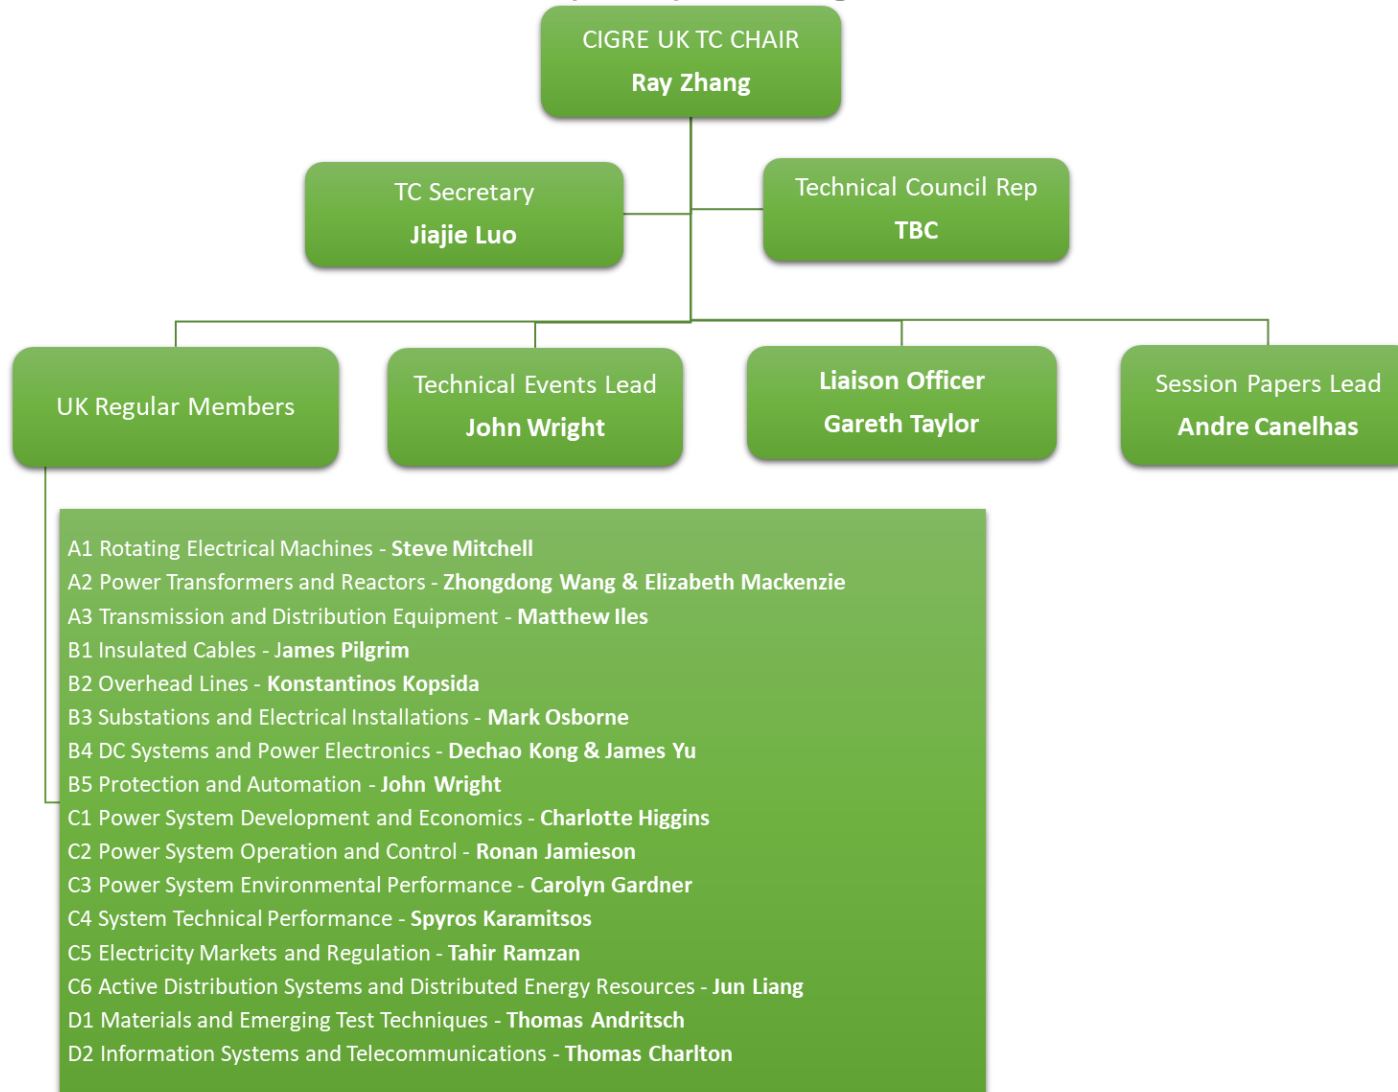 CIGRE UK TC CHAIR
Ray Zhang
TC Secretary
Jiajie Luo
Technical Council Rep
TBC
UK Regular Members
Technical Events Lead
John Wright
Liaison Officer
Gareth Taylor
Session Papers Lead
Andre Canelhas
A1 Rotating Electrical Machines - Steve Mitchell
A2 Power Transformers and Reactors - Zhongdong Wang & Elizabeth Mackenzie
A3 Transmission and Distribution Equipment - Matthew Iles
B1 Insulated Cables - James Pilgrim
B2 Overhead Lines - Konstantinos Kopsida
B3 Substations and Electrical Installations - Mark Osborne
B4 DC Systems and Power Electronics - Dechao Kong & James Yu
B5 Protection and Automation - John Wright
C1 Power System Development and Economics - Charlotte Higgins
C2 Power System Operation and Control - Ronan Jamieson
C3 Power System Environmental Performance - Carolyn Gardner
C4 System Technical Performance - Spyros Karamitsos
C5 Electricity Markets and Regulation - Tahir Ramzan
C6 Active Distribution Systems and Distributed Energy Resources - Jun Liang
D1 Materials and Emerging Test Techniques - Thomas Andritsch
D2 Information Systems and Telecommunications - Thomas Charlton